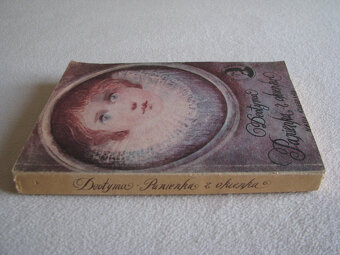 Deotyma
Panienka z okienka
Deotyma · Panienka z okienka